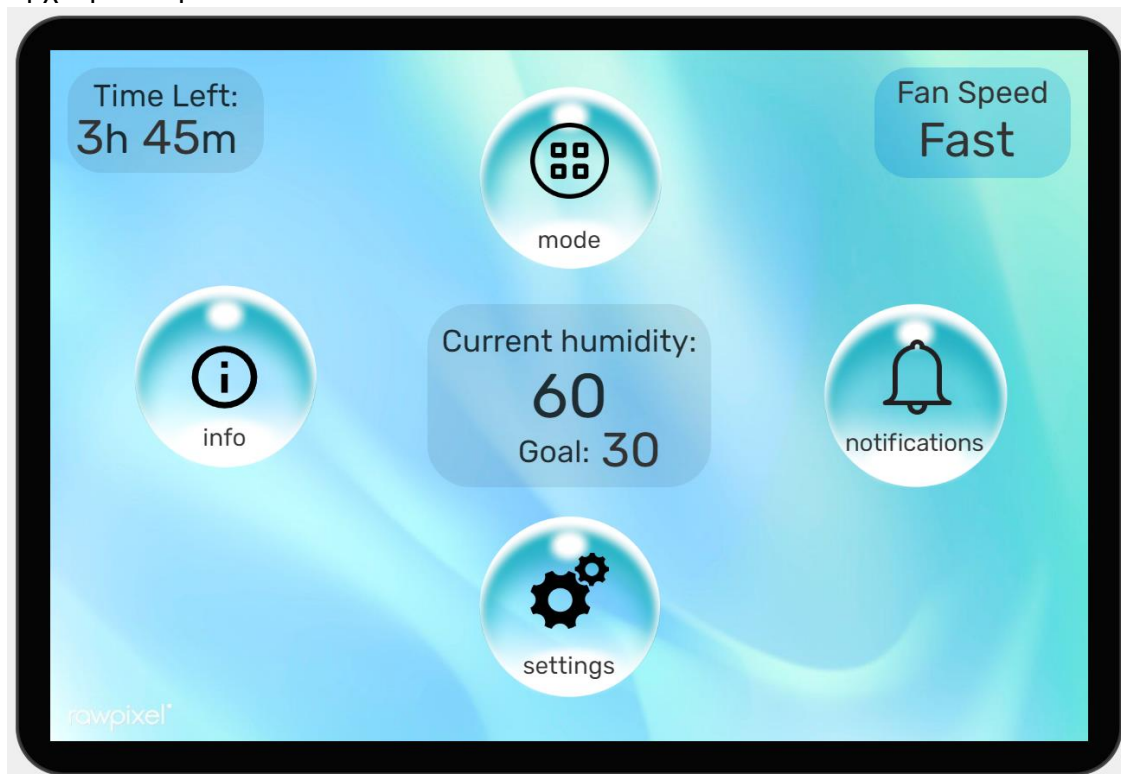 Time Left:
3h 45m
Fan Speed
Fast
mode
info
Current humidity:
60
Goal: 30
notifications
settings
rawpixel